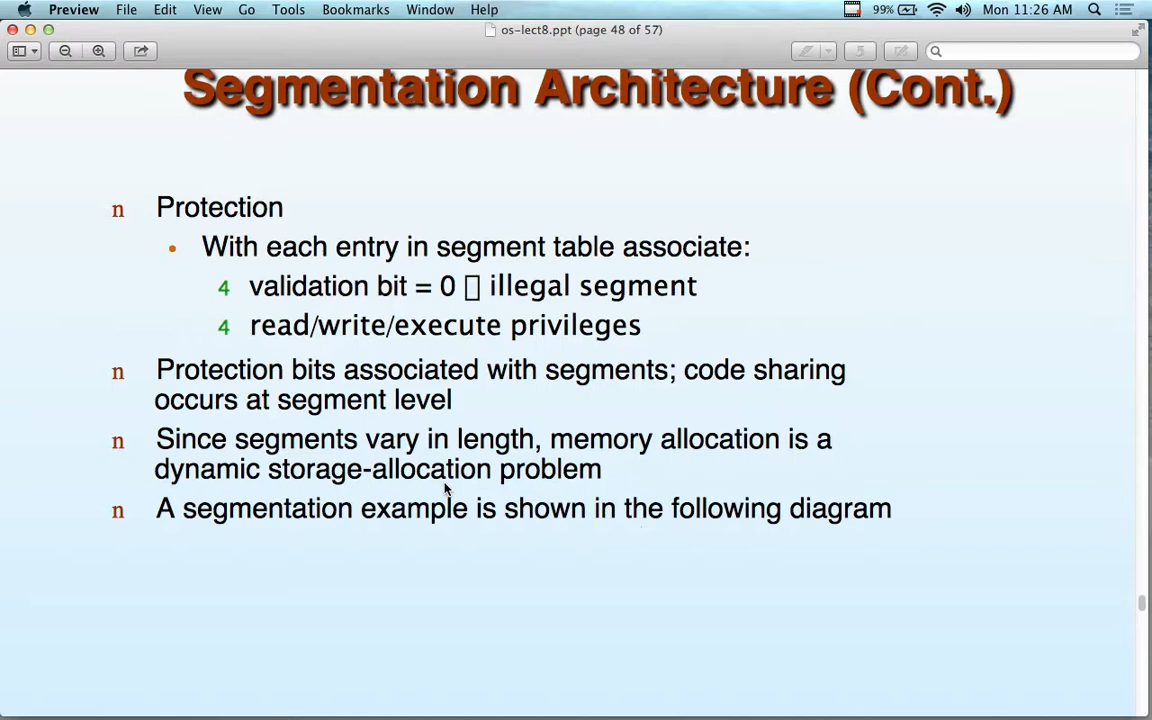 Preview File Edit View Go Tools Bookmarks Window Help 99% Mon 11:26 AM
os-lect8.ppt (page 48 of 57)
Segmentation Architecture (Cont.)
n Protection
• With each entry in segment table associate:
4 validation bit = 0 ▯ illegal segment
4 read/write/execute privileges
n Protection bits associated with segments; code sharing
occurs at segment level
n Since segments vary in length, memory allocation is a
dynamic storage-allocation problem
n A segmentation example is shown in the following diagram